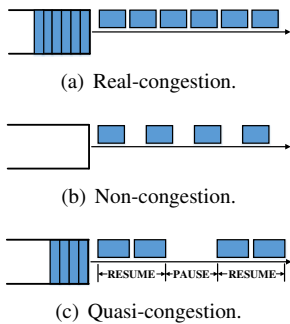 (a) Real-congestion.
(b) Non-congestion.
RESUME PAUSE RESUME
(c) Quasi-congestion.